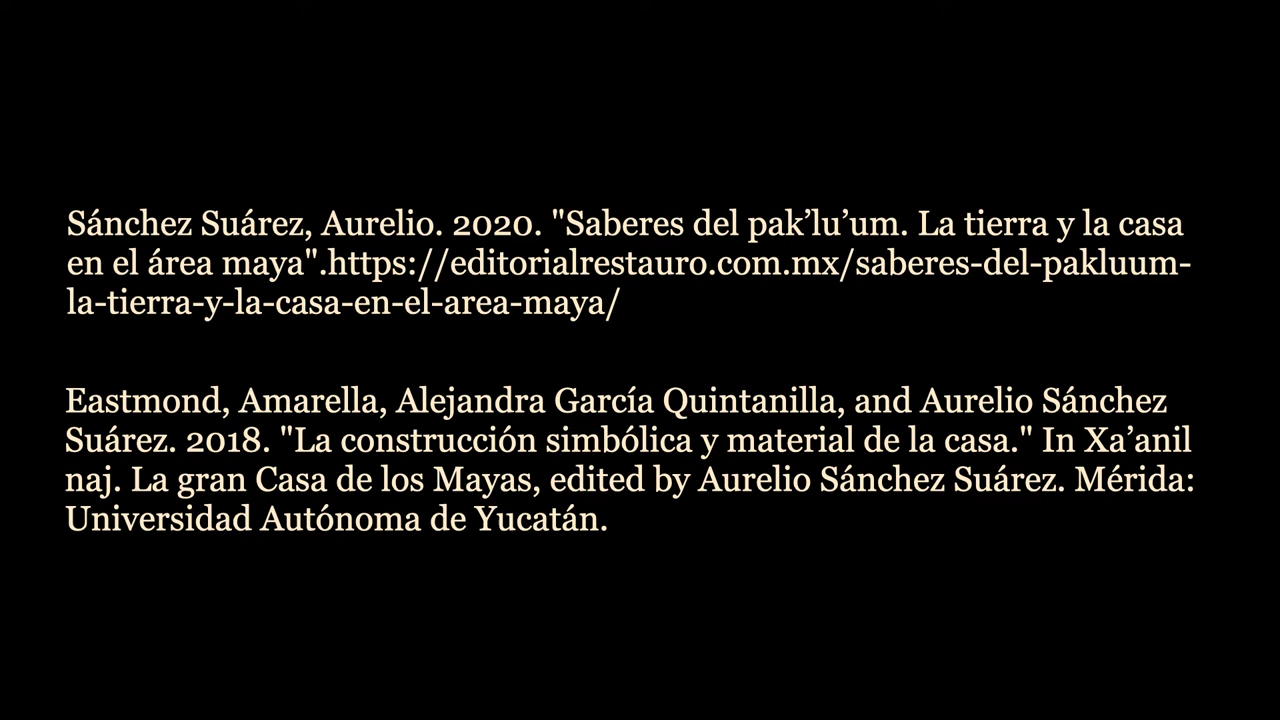 Sánchez Suárez, Aurelio. 2020. "Saberes del pak’lu’um. La tierra y la casa
en el área maya".https://editorialrestauro.com.mx/saberes-del-pakluum-
la-tierra-y-la-casa-en-el-area-maya/
Eastmond, Amarella, Alejandra García Quintanilla, and Aurelio Sánchez
Suárez. 2018. "La construcción simbólica y material de la casa." In Xa’anil
naj. La gran Casa de los Mayas, edited by Aurelio Sánchez Suárez. Mérida:
Universidad Autónoma de Yucatán.